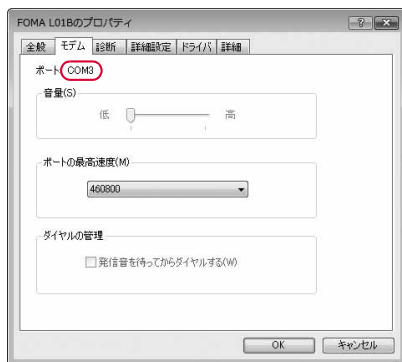 FOMA L01Bのプロパティ
全般 モデム 診断 詳細設定 ドライバ 詳細
ポート: COM3
音量(S)
低 高
ポートの最高速度(M)
460800
ダイヤルの管理
発信音を待ってからダイヤルする(W)
OK キャンセル